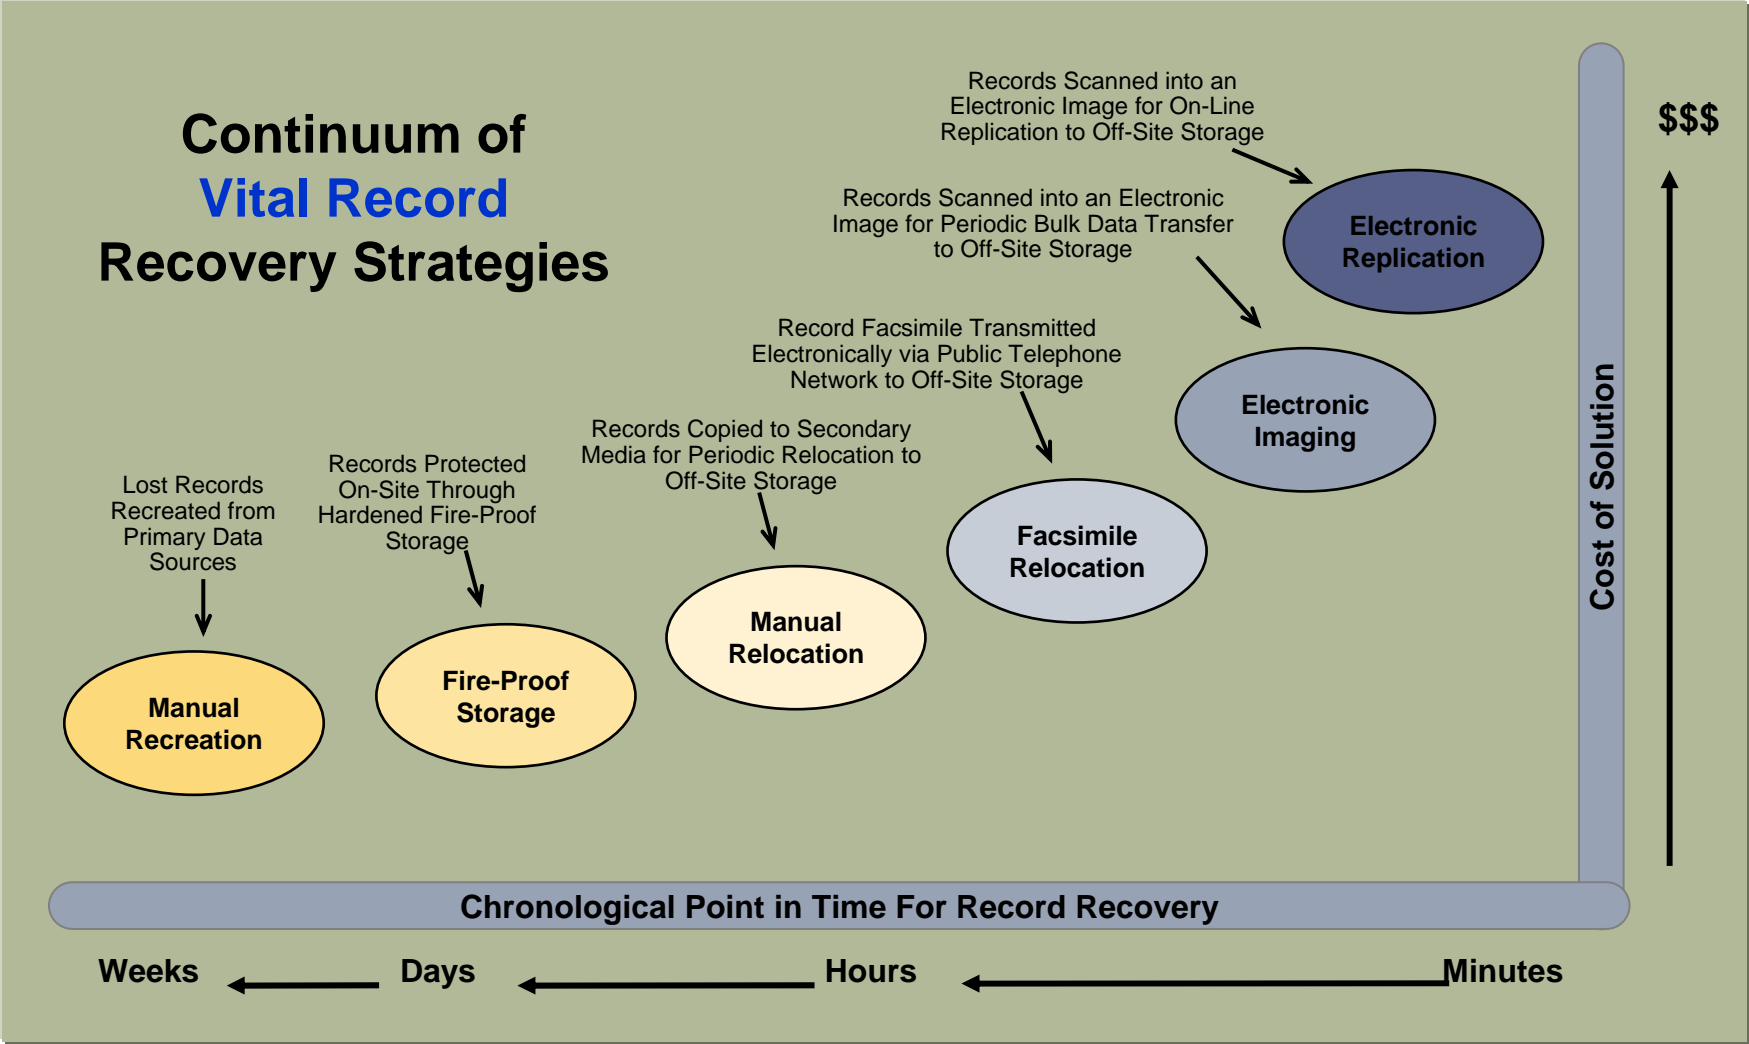 Continuum of
Vital Record
Recovery Strategies
Records Scanned into an
Electronic Image for On-Line
Replication to Off-Site Storage
$$$
Records Scanned into an Electronic
Image for Periodic Bulk Data Transfer
to Off-Site Storage
Electronic
Replication
Record Facsimile Transmitted
Electronically via Public Telephone
Network to Off-Site Storage
Electronic
Imaging
Records Copied to Secondary
Media for Periodic Relocation to
Off-Site Storage
Facsimile
Relocation
Records Protected
On-Site Through
Hardened Fire-Proof
Storage
Lost Records
Recreated from
Primary Data
Sources
Manual
Relocation
Fire-Proof
Storage
Manual
Recreation
Cost of Solution
Chronological Point in Time For Record Recovery
Weeks
Days
Hours
Minutes